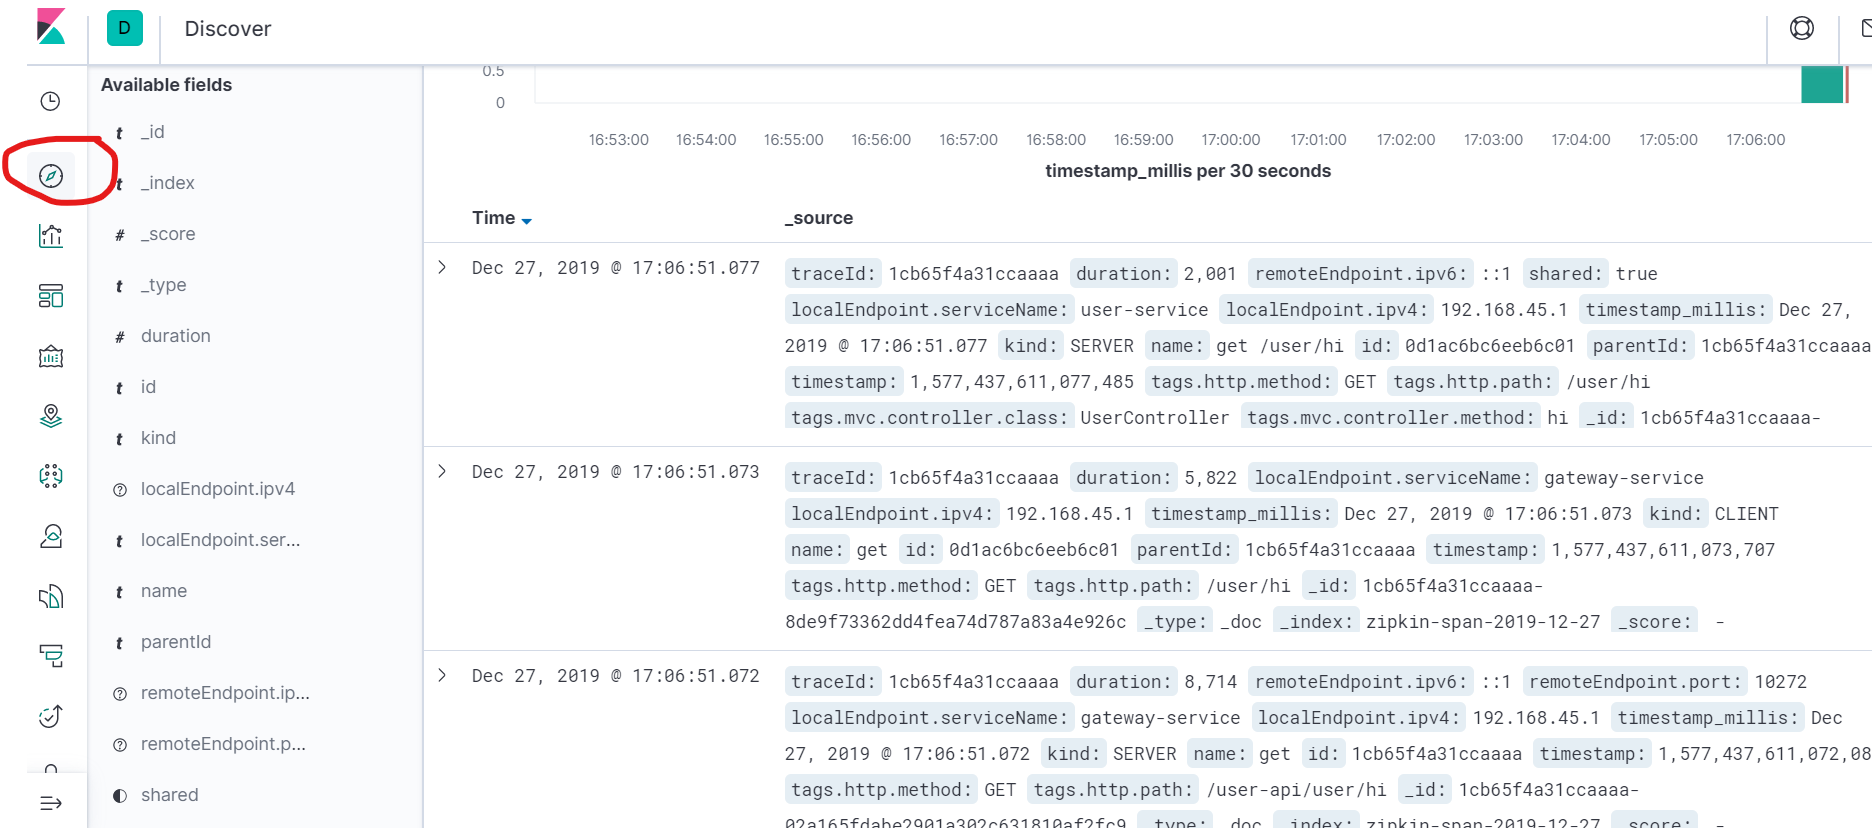 D Discover
Available fields
t _id
t _index
# _score
t _type
# duration
t id
t kind
? localEndpoint.ipv4
t localEndpoint.ser...
t name
t parentId
? remoteEndpoint.ip...
? remoteEndpoint.p...
shared
0.5
0
16:53:00 16:54:00 16:55:00 16:56:00 16:57:00 16:58:00 16:59:00 17:00:00 17:01:00 17:02:00 17:03:00 17:04:00 17:05:00 17:06:00
timestamp_millis per 30 seconds
Time _source
Dec 27, 2019 @ 17:06:51.077
traceId: 1cb65f4a31ccaaaa duration: 2,001 remoteEndpoint.ipv6: ::1 shared: true
localEndpoint.serviceName: user-service localEndpoint.ipv4: 192.168.45.1 timestamp_millis: Dec 27,
2019 @ 17:06:51.077 kind: SERVER name: get /user/hi id: 0d1ac6bc6eeb6c01 parentId: 1cb65f4a31ccaaaa
timestamp: 1,577,437,611,077,485 tags.http.method: GET tags.http.path: /user/hi
tags.mvc.controller.class: UserController tags.mvc.controller.method: hi _id: 1cb65f4a31ccaaaa-
Dec 27, 2019 @ 17:06:51.073
traceId: 1cb65f4a31ccaaaa duration: 5,822 localEndpoint.serviceName: gateway-service
localEndpoint.ipv4: 192.168.45.1 timestamp_millis: Dec 27, 2019 @ 17:06:51.073 kind: CLIENT
name: get id: 0d1ac6bc6eeb6c01 parentId: 1cb65f4a31ccaaaa timestamp: 1,577,437,611,073,707
tags.http.method: GET tags.http.path: /user/hi _id: 1cb65f4a31ccaaaa-
8de9f73362dd4fea74d787a83a4e926c _type: _doc _index: zipkin-span-2019-12-27 _score: -
Dec 27, 2019 @ 17:06:51.072
traceId: 1cb65f4a31ccaaaa duration: 8,714 remoteEndpoint.ipv6: ::1 remoteEndpoint.port: 10272
localEndpoint.serviceName: gateway-service localEndpoint.ipv4: 192.168.45.1 timestamp_millis: Dec
27, 2019 @ 17:06:51.072 kind: SERVER name: get id: 1cb65f4a31ccaaaa timestamp: 1,577,437,611,072,08
tags.http.method: GET tags.http.path: /user-api/user/hi _id: 1cb65f4a31ccaaaa-
02a165fdabe2901a302c631810af2fc9 _type: _doc _index: zipkin-span-2019-12-27 _score: -